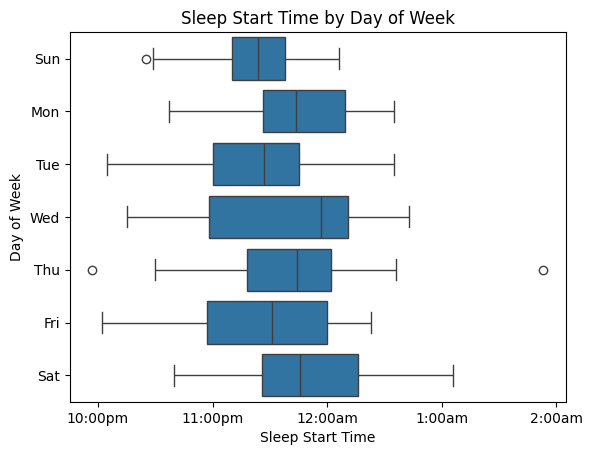 Sleep Start Time by Day of Week
Day of Week
Sun
Mon
Tue
Wed
Thu
Fri
Sat
10:00pm 11:00pm 12:00am 1:00am 2:00am
Sleep Start Time